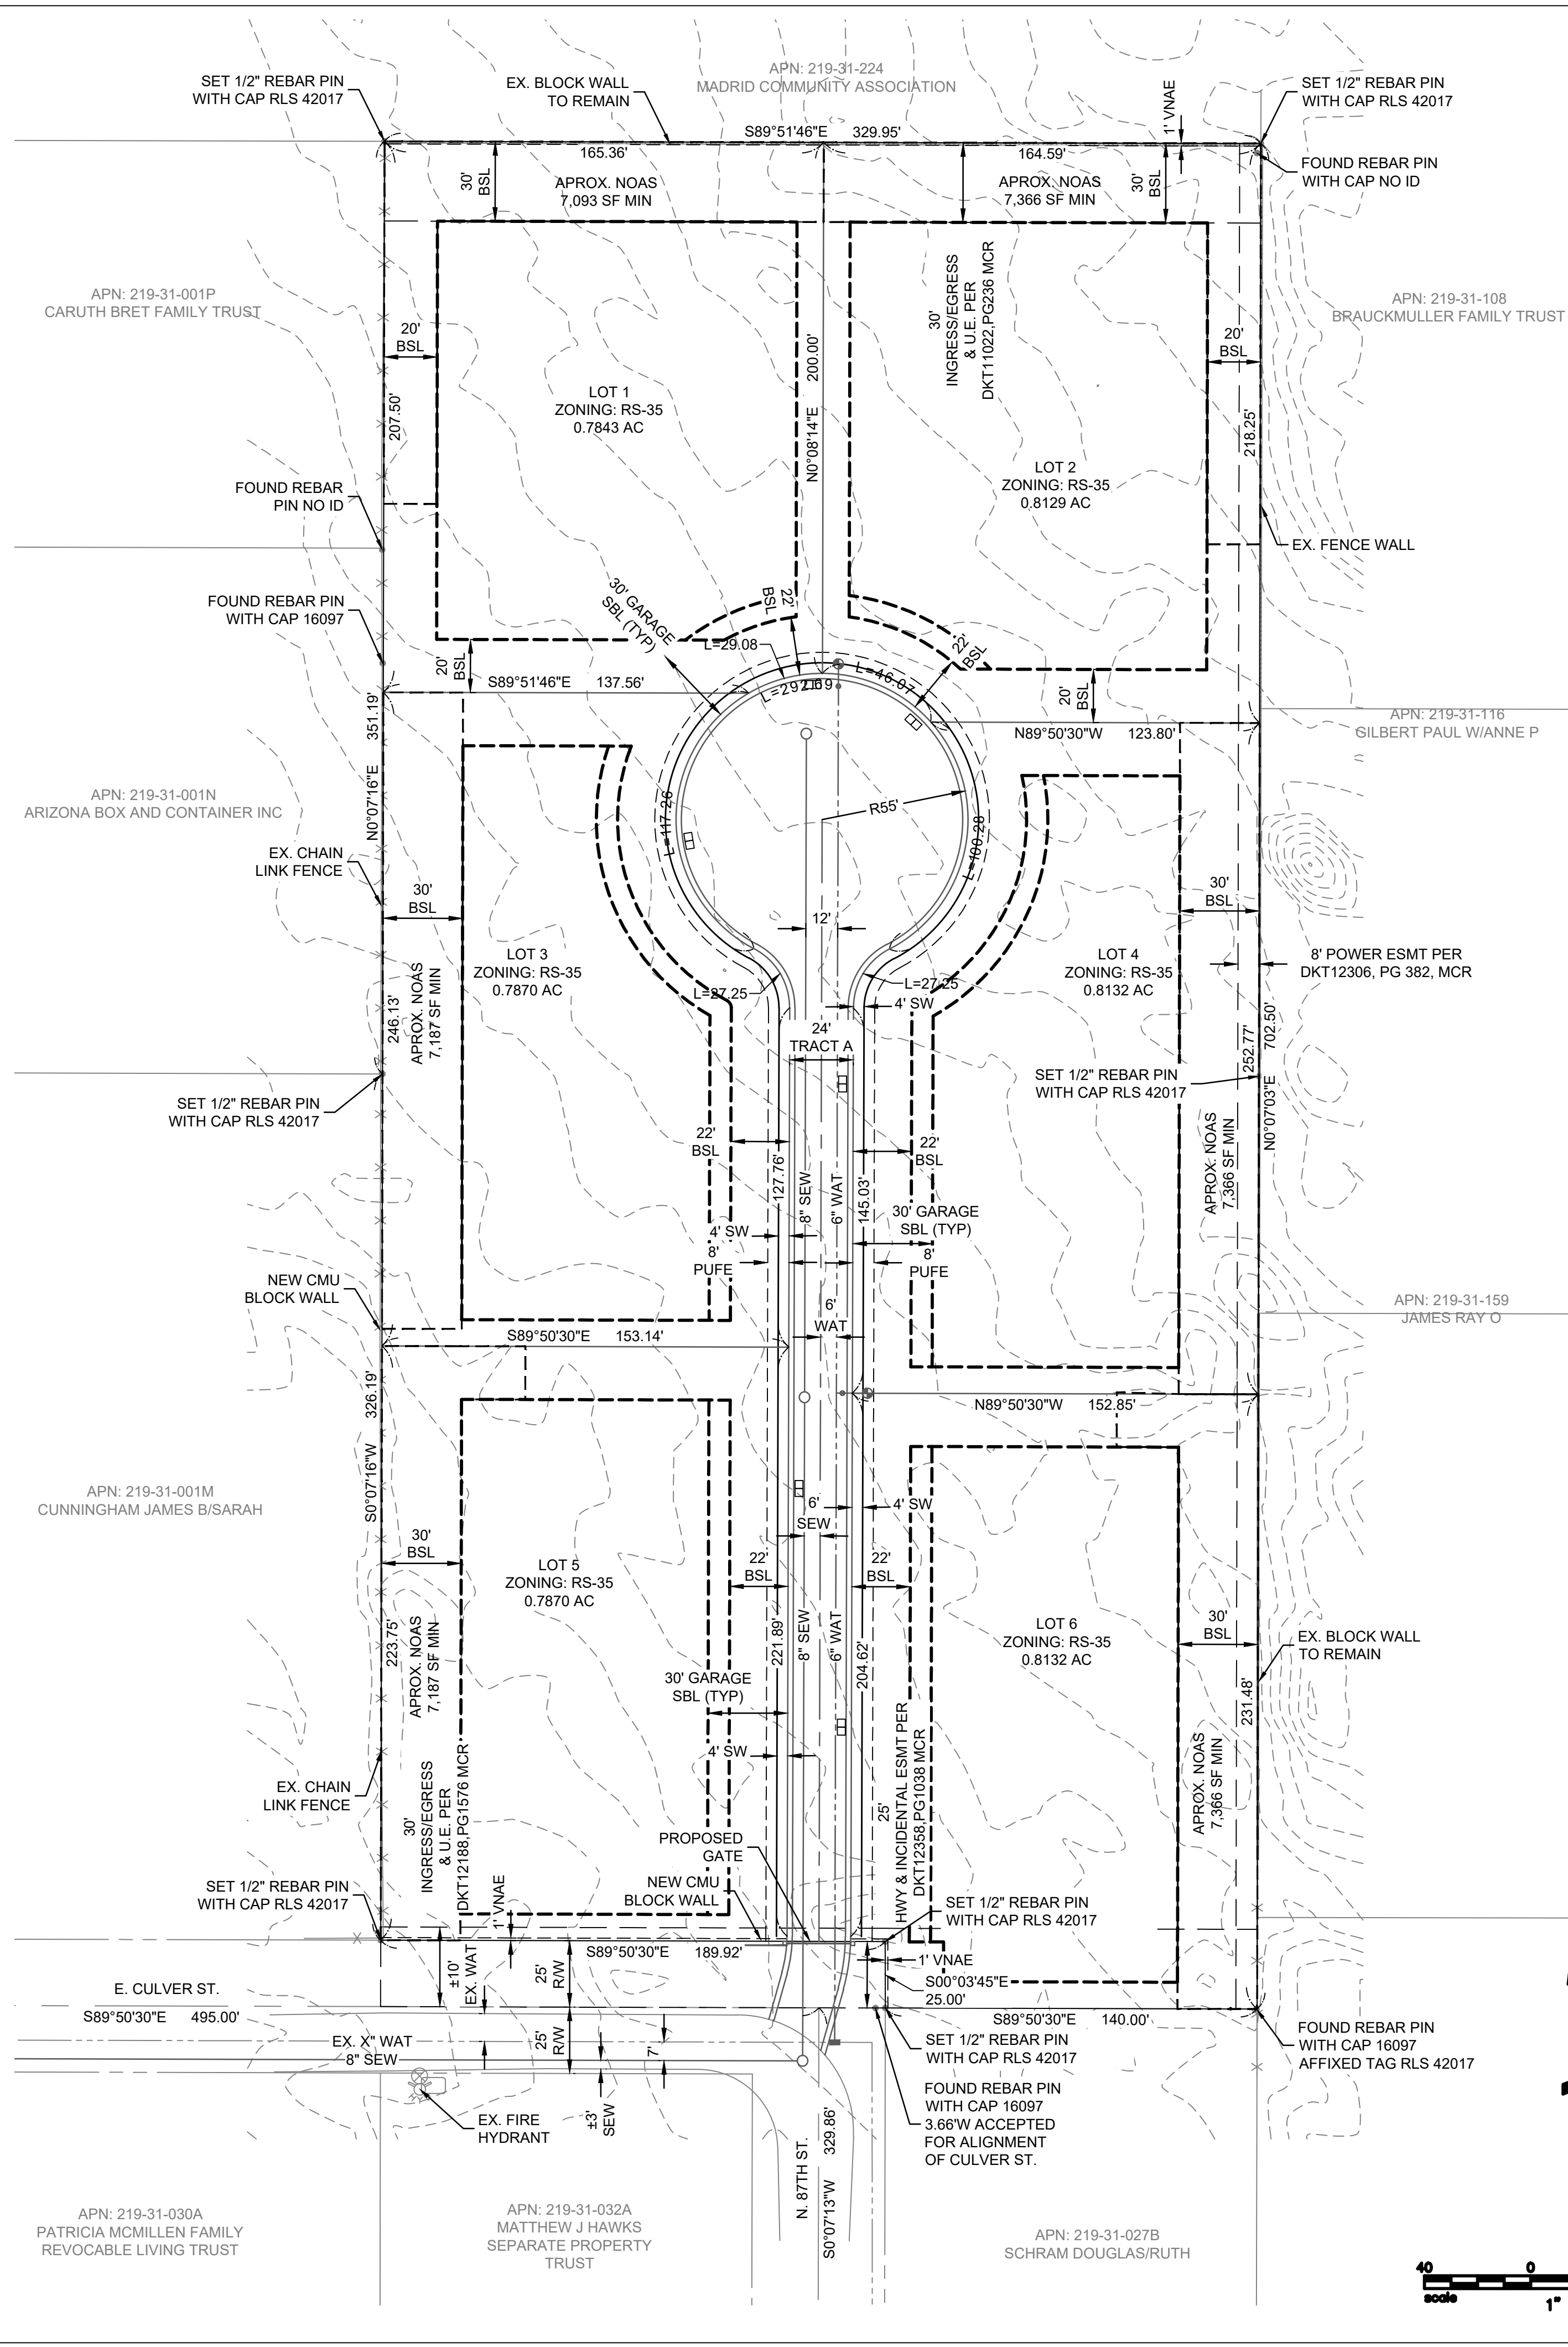 APN: 219-31-224
MADRID COMMUNITY ASSOCIATION
SET 1/2" REBAR PIN
WITH CAP RLS 42017
EX. BLOCK WALL
TO REMAIN
1' VNAE
SET 1/2" REBAR PIN
WITH CAP RLS 42017
S89°51'46"E 329.95'
165.36'
164.59'
FOUND REBAR PIN
WITH CAP NO ID
30'
BSL
APROX. NOAS
7,093 SF MIN
APROX. NOAS
7,366 SF MIN
30'
BSL
APN: 219-31-001P
CARUTH BRET FAMILY TRUST
APN: 219-31-108
BRAUCKMULLER FAMILY TRUST
30'
INGRESS/EGRESS
& U.E. PER
DKT11022,PG236 MCR
20'
BSL
20'
BSL
207.50'
LOT 1
ZONING: RS-35
0.7843 AC
N0°08'14"E 200.00'
218.25'
LOT 2
ZONING: RS-35
0.8129 AC
FOUND REBAR
PIN NO ID
EX. FENCE WALL
FOUND REBAR PIN
WITH CAP 16097
30' GARAGE
SBL (TYP)
22'
BSL
22'
BSL
L=29.08
L=46.07
20'
BSL
S89°51'46"E 137.56'
20'
BSL
N89°50'30"W 123.80'
APN: 219-31-116
GILBERT PAUL W/ANNE P
N0°07'16"E 351.19'
APN: 219-31-001N
ARIZONA BOX AND CONTAINER INC
L=117.26
R55'
L=100.28
EX. CHAIN
LINK FENCE
30'
BSL
12'
30'
BSL
LOT 3
ZONING: RS-35
0.7870 AC
LOT 4
ZONING: RS-35
0.8132 AC
8' POWER ESMT PER
DKT12306, PG 382, MCR
L=27.25
L=27.25
4' SW
246.13'
APROX. NOAS
7,187 SF MIN
24'
TRACT A
252.77'
N0°07'03"E 702.50'
SET 1/2" REBAR PIN
WITH CAP RLS 42017
SET 1/2" REBAR PIN
WITH CAP RLS 42017
22'
BSL
22'
BSL
APROX. NOAS
7,366 SF MIN
127.76'
8" SEW
6" WAT
145.03'
4' SW
30' GARAGE
SBL (TYP)
8'
PUFE
8'
PUFE
NEW CMU
BLOCK WALL
6'
WAT
APN: 219-31-159
JAMES RAY O
S89°50'30"E 153.14'
N89°50'30"W 152.85'
S0°07'16"W 326.19'
APN: 219-31-001M
CUNNINGHAM JAMES B/SARAH
6'
SEW
4' SW
30'
BSL
LOT 5
ZONING: RS-35
0.7870 AC
22'
BSL
22'
BSL
LOT 6
ZONING: RS-35
0.8132 AC
30'
BSL
EX. BLOCK WALL
TO REMAIN
223.75'
APROX. NOAS
7,187 SF MIN
221.89'
8" SEW
6" WAT
204.62'
231.48'
30' GARAGE
SBL (TYP)
4' SW
EX. CHAIN
LINK FENCE
30'
INGRESS/EGRESS
& U.E. PER
DKT12188,PG1576 MCR
25'
HWY & INCIDENTAL ESMT PER
DKT12358,PG1038 MCR
APROX. NOAS
7,366 SF MIN
PROPOSED
GATE
NEW CMU
BLOCK WALL
SET 1/2" REBAR PIN
WITH CAP RLS 42017
1' VNAE
SET 1/2" REBAR PIN
WITH CAP RLS 42017
S89°50'30"E 189.92'
1' VNAE
S00°03'45"E
25.00'
±10'
EX. WAT
25'
R/W
E. CULVER ST.
S89°50'30"E 495.00'
S89°50'30"E 140.00'
EX. X" WAT
8" SEW
25'
R/W
7'
SET 1/2" REBAR PIN
WITH CAP RLS 42017
FOUND REBAR PIN
WITH CAP 16097
AFFIXED TAG RLS 42017
EX. FIRE
HYDRANT
±3'
SEW
FOUND REBAR PIN
WITH CAP 16097
3.66'W ACCEPTED
FOR ALIGNMENT
OF CULVER ST.
N. 87TH ST.
S0°07'13"W 329.86'
APN: 219-31-030A
PATRICIA MCMILLEN FAMILY
REVOCABLE LIVING TRUST
APN: 219-31-032A
MATTHEW J HAWKS
SEPARATE PROPERTY
TRUST
APN: 219-31-027B
SCHRAM DOUGLAS/RUTH
40 0
scale
1"